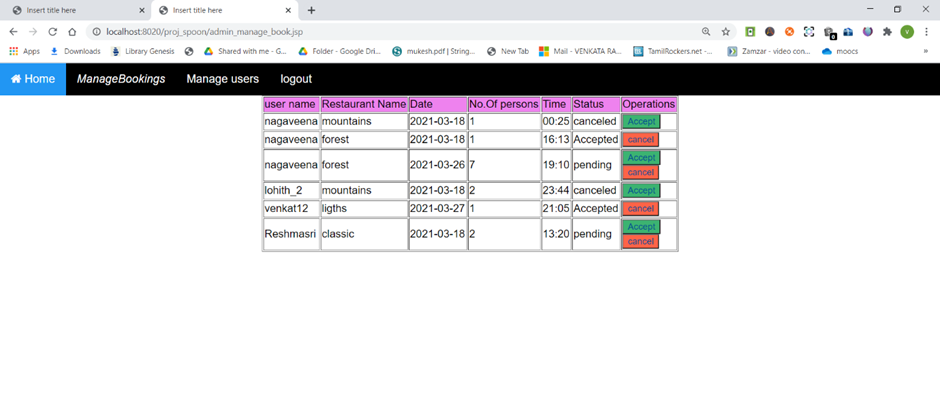 Insert title here
Insert title here
localhost:8020/proj_spoon/admin_manage_book.jsp
Apps Downloads Library Genesis Shared with me - G... Folder - Google Dri... mukesh.pdf | String... New Tab Mail - VENKATA RA... TamilRockers.net -... Zamzar - video con... moocs »
Home ManageBookings Manage users logout
user name Restaurant Name Date No.Of persons Time Status Operations
nagaveena mountains 2021-03-18 1 00:25 canceled Accept
nagaveena forest 2021-03-18 1 16:13 Accepted cancel
nagaveena forest 2021-03-26 7 19:10 pending Accept
cancel
lohith_2 mountains 2021-03-18 2 23:44 canceled Accept
venkat12 ligths 2021-03-27 1 21:05 Accepted cancel
Reshmasri classic 2021-03-18 2 13:20 pending Accept
cancel